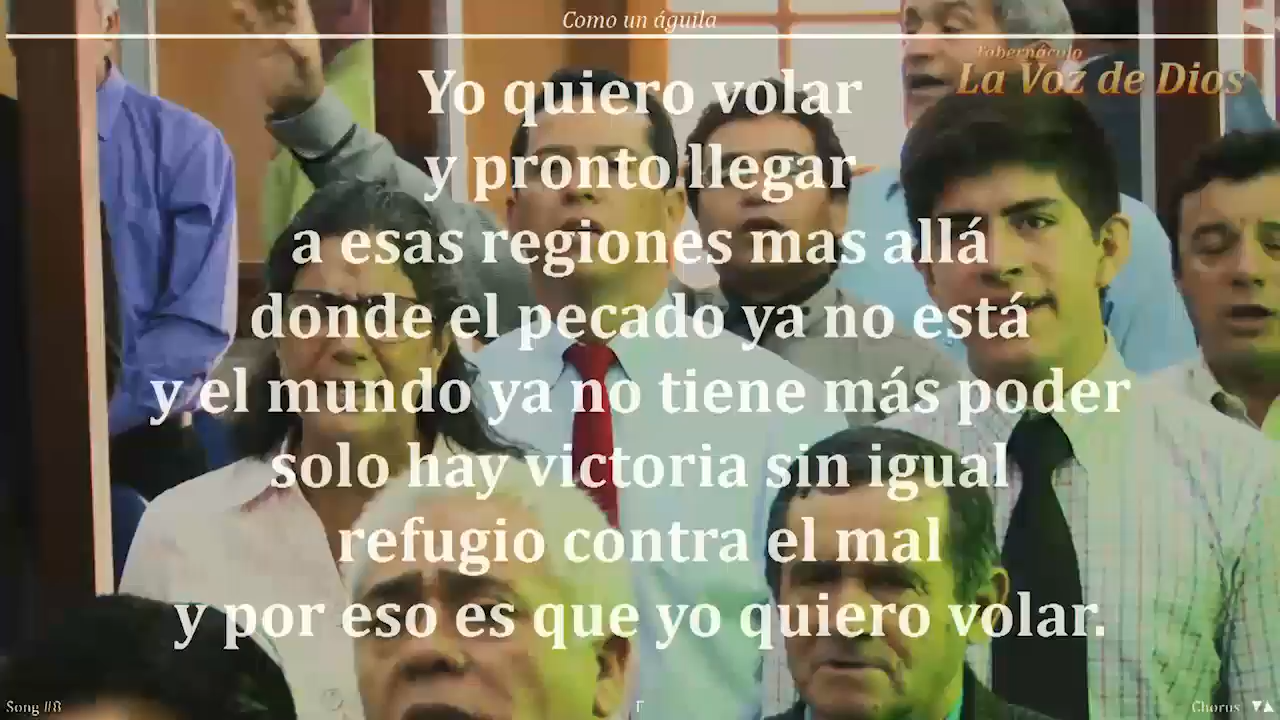 Como un águila
Tabernáculo
La Voz de Dios
Yo quiero volar
y pronto llegar
a esas regiones mas allá
donde el pecado ya no está
y el mundo ya no tiene más poder
solo hay victoria sin igual
refugio contra el mal
y por eso es que yo quiero volar.
Song #8
F
Chorus ▼▲